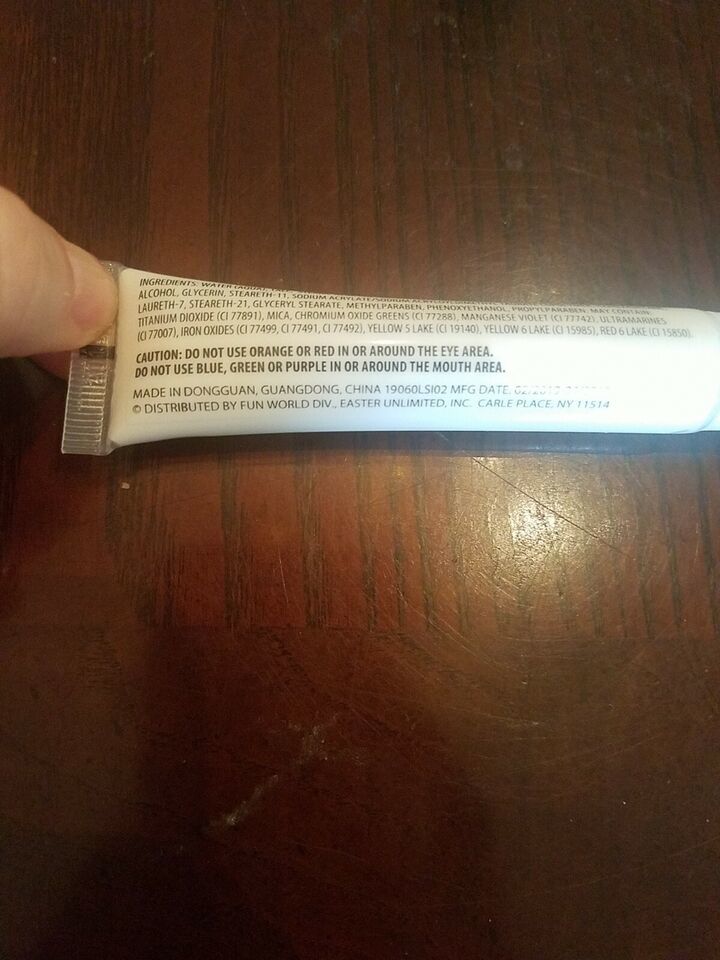 INGREDIENTS: WATER (AQUA),
ALCOHOL, GLYCERIN, STEARETH-11, SODIUM ACRYLATE/SODIUM
LAURETH-7, STEARETH-21, GLYCERYL STEARATE, METHYLPARABEN, PHENOXYETHANOL, PROPYLPARABEN. MAY CONTAIN:
TITANIUM DIOXIDE (CI 77891), MICA, CHROMIUM OXIDE GREENS (CI 77288), MANGANESE VIOLET (CI 77742), ULTRAMARINES
(CI 77007), IRON OXIDES (CI 77499, CI 77491, CI 77492), YELLOW 5 LAKE (CI 19140), YELLOW 6 LAKE (CI 15985), RED 6 LAKE (CI 15850).
CAUTION: DO NOT USE ORANGE OR RED IN OR AROUND THE EYE AREA.
DO NOT USE BLUE, GREEN OR PURPLE IN OR AROUND THE MOUTH AREA.
MADE IN DONGGUAN, GUANGDONG, CHINA 19060LSI02 MFG DATE.
© DISTRIBUTED BY FUN WORLD DIV., EASTER UNLIMITED, INC. CARLE PLACE, NY 11514